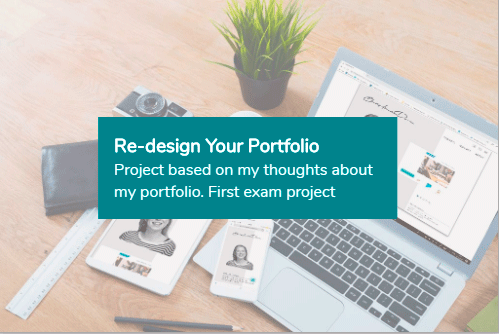 Re-design Your Portfolio
Project based on my thoughts about
my portfolio. First exam project